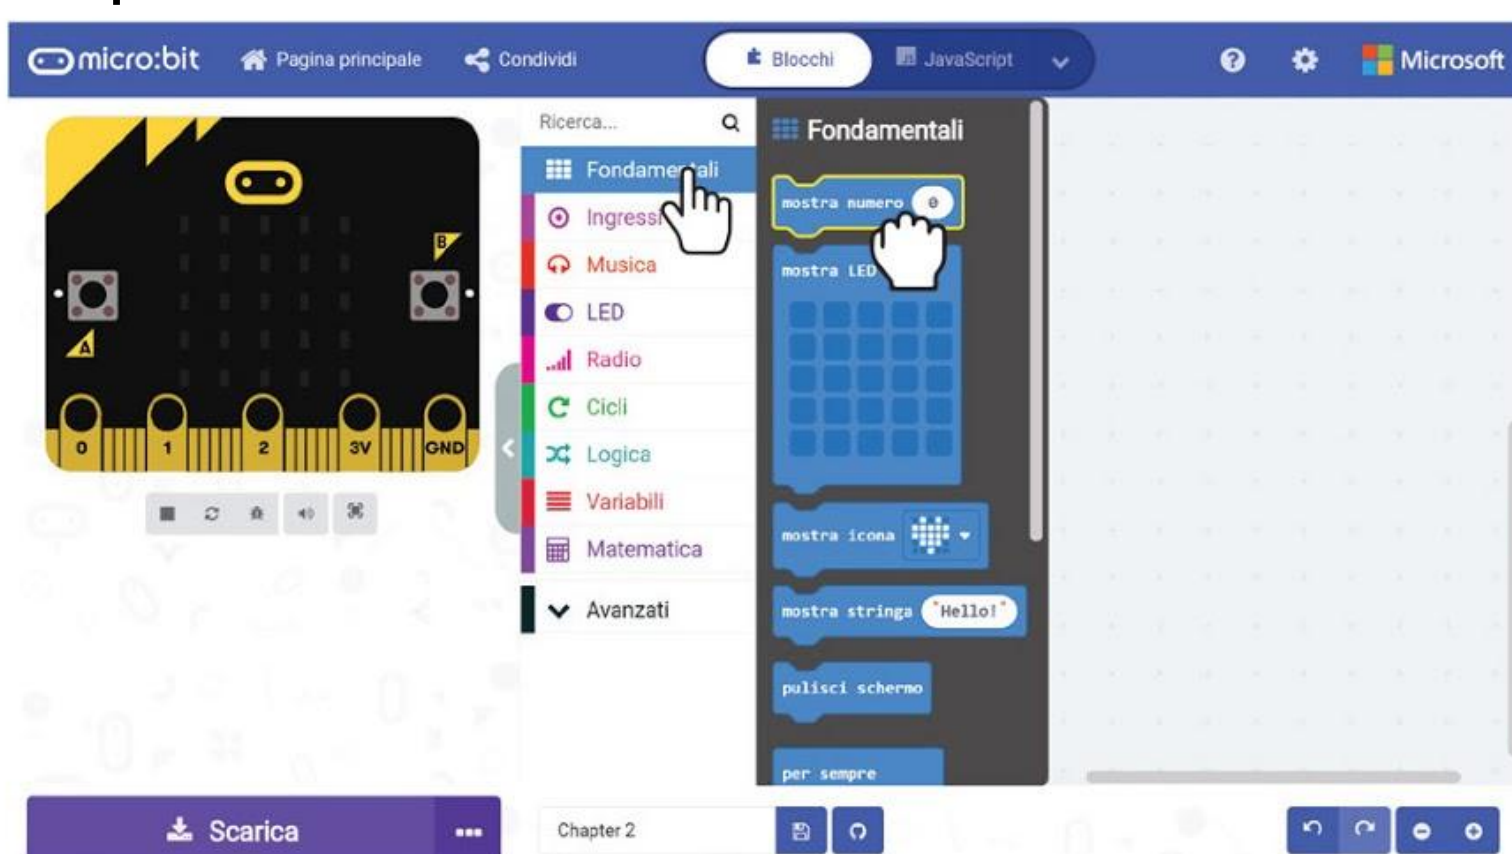 micro:bit Pagina principale Condividi Blocchi JavaScript Microsoft
Ricerca...
Fondamentali
Ingressi
Musica
LED
Radio
Cicli
Logica
Variabili
Matematica
Avanzati
Fondamentali
mostra numero 0
mostra LED
mostra icona
mostra stringa "Hello!"
pulisci schermo
per sempre
B
A
0 1 2 3V GND
Scarica ...
Chapter 2